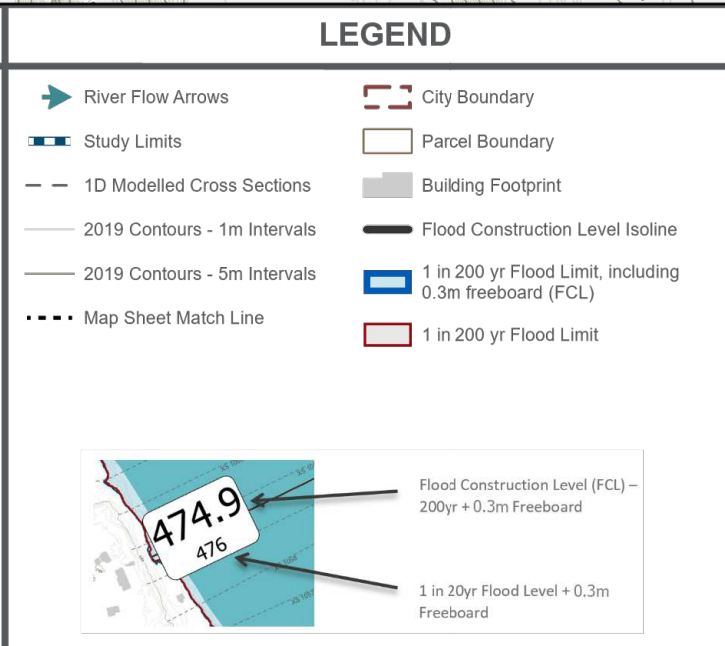 LEGEND
River Flow Arrows
Study Limits
1D Modelled Cross Sections
2019 Contours - 1m Intervals
2019 Contours - 5m Intervals
Map Sheet Match Line
City Boundary
Parcel Boundary
Building Footprint
Flood Construction Level Isoline
1 in 200 yr Flood Limit, including
0.3m freeboard (FCL)
1 in 200 yr Flood Limit
474.9
476
Flood Construction Level (FCL) –
200yr + 0.3m Freeboard
1 in 20yr Flood Level + 0.3m
Freeboard